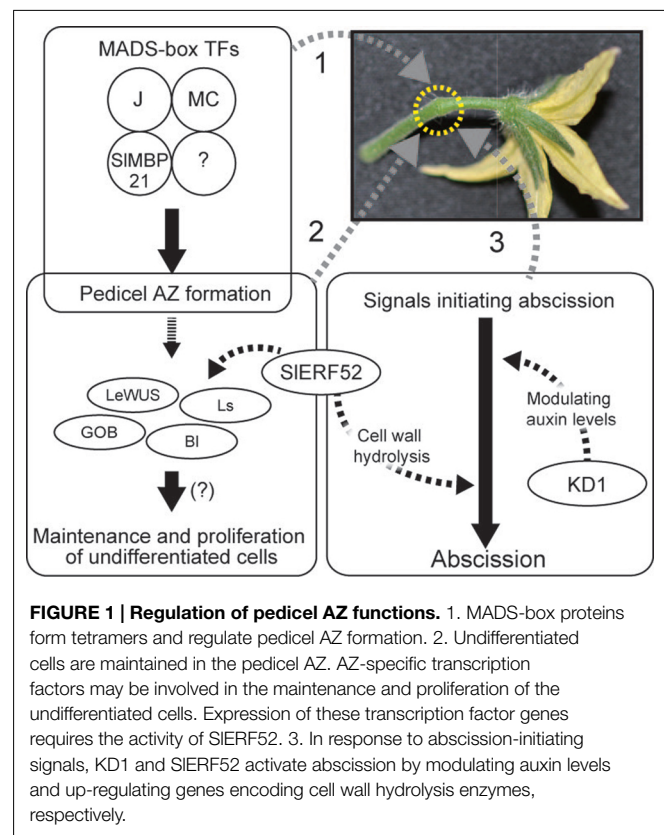 MADS-box TFs
J
MC
SlMBP
21
?
1
2
3
Pedicel AZ formation
Signals initiating abscission
SlERF52
LeWUS
Ls
GOB
Bl
Modulating
auxin levels
Cell wall
hydrolysis
KD1
(?)
Maintenance and proliferation
of undifferentiated cells
Abscission
FIGURE 1 | Regulation of pedicel AZ functions. 1. MADS-box proteins
form tetramers and regulate pedicel AZ formation. 2. Undifferentiated
cells are maintained in the pedicel AZ. AZ-specific transcription
factors may be involved in the maintenance and proliferation of the
undifferentiated cells. Expression of these transcription factor genes
requires the activity of SlERF52. 3. In response to abscission-initiating
signals, KD1 and SlERF52 activate abscission by modulating auxin levels
and up-regulating genes encoding cell wall hydrolysis enzymes,
respectively.